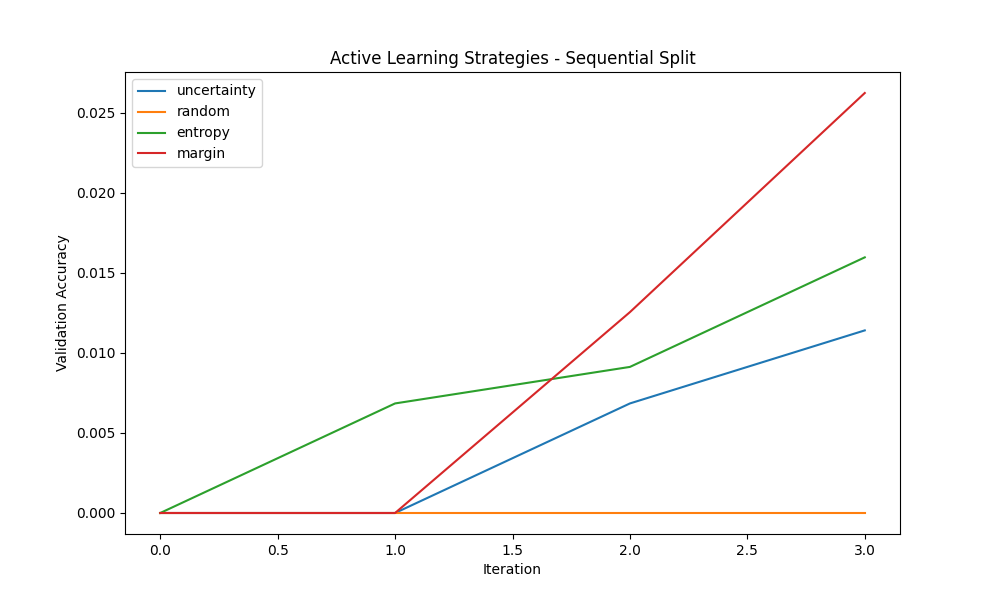 Active Learning Strategies - Sequential Split
uncertainty
random
entropy
margin
0.025
0.020
0.015
0.010
0.005
0.000
Validation Accuracy
0.0 0.5 1.0 1.5 2.0 2.5 3.0
Iteration